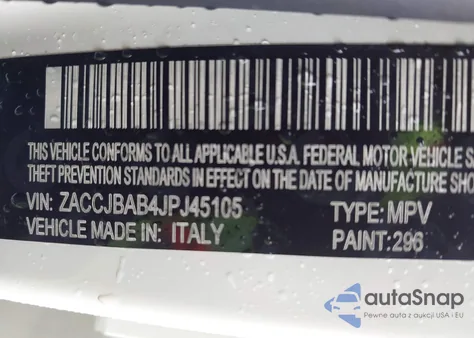 THIS VEHICLE CONFORMS TO ALL APPLICABLE U.S.A. FEDERAL MOTOR VEHICLE S
THEFT PREVENTION STANDARDS IN EFFECT ON THE DATE OF MANUFACTURE SHO
VIN: ZACCJBAB4JPJ45105 TYPE: MPV
VEHICLE MADE IN: ITALY PAINT: 296
autaSnap
Pewne auta z aukcji USA i EU